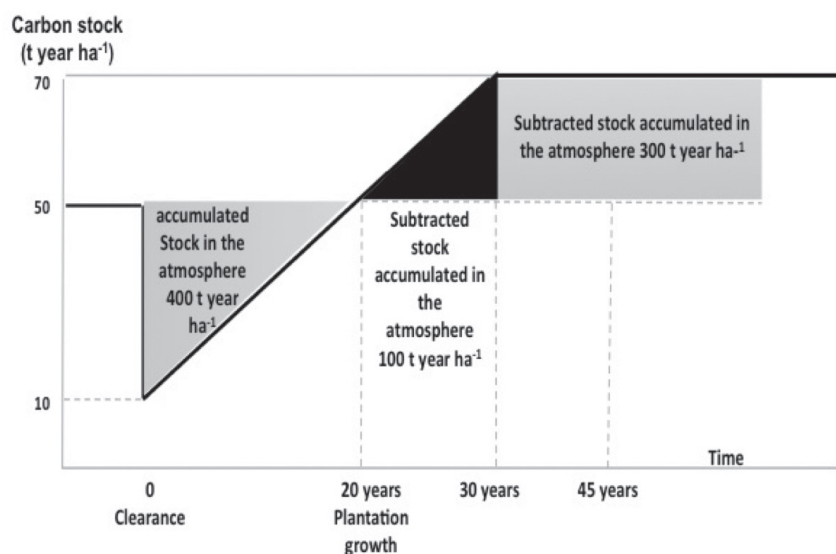 Carbon stock
(t year ha⁻¹)
70
Subtracted stock accumulated in
the atmosphere 300 t year ha-¹
50
accumulated
Stock in the
atmosphere
400 t year
ha⁻¹
Subtracted
stock
accumulated in
the
atmosphere
100 t year ha⁻¹
10
Time
0
Clearance
20 years
Plantation
growth
30 years
45 years